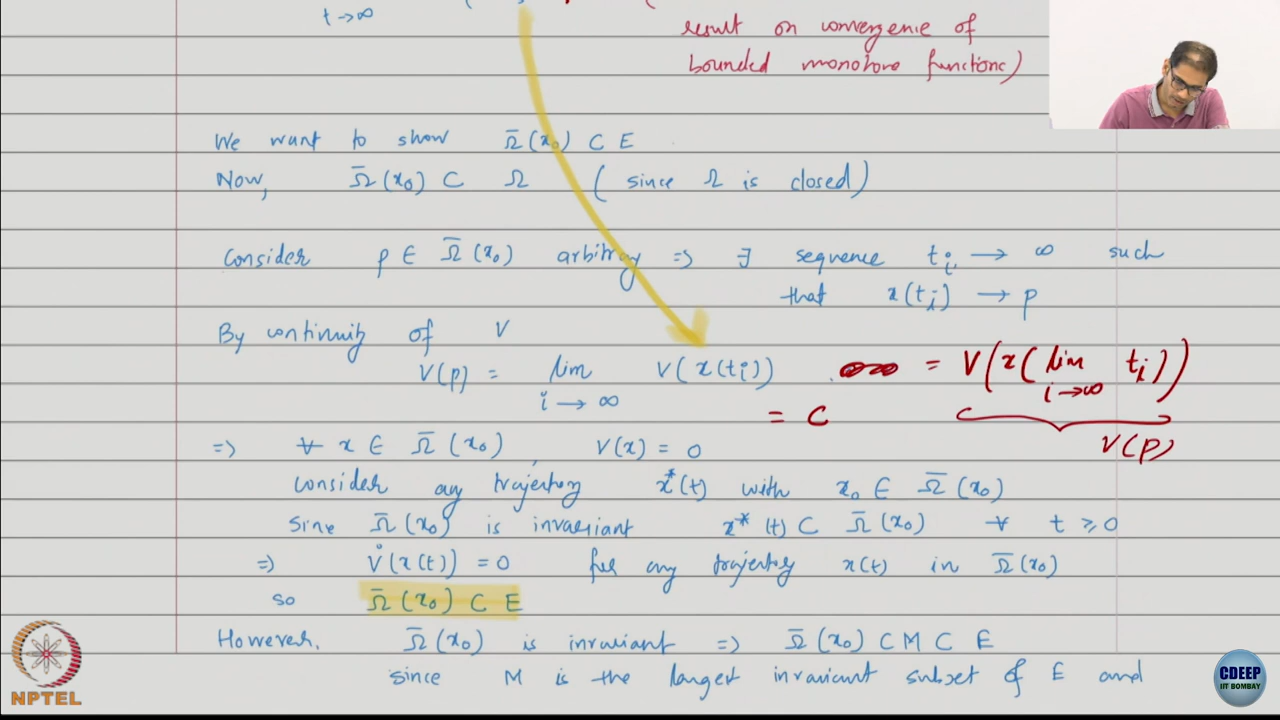 t → ∞
result on convergenie of
bounded monotone functions)
We want to show Ω̄(x₀) ⊂ E
Now, Ω̄(x₀) ⊂ Ω (since Ω is closed)
Consider p ∈ Ω̄(x₀) arbitray ⇒ ∃ sequence tᵢ → ∞ such
that x(tᵢ) → p
By continuity of V
V(p) = lim V(x(tᵢ)) = V(x(lim tᵢ))
i → ∞ i→∞
= c V(p)
⇒ ∀ x ∈ Ω̄(x₀), V(x) = 0
consider any trajectory x*(t) with x₀ ∈ Ω̄(x₀)
Sine Ω̄(x₀) is invariant x*(t) ⊂ Ω̄(x₀) ∀ t ≥ 0
⇒ V̇(x(t)) = 0 for any trajectory x(t) in Ω̄(x₀)
so Ω̄(x₀) ⊂ E
However, Ω̄(x₀) is invariant ⇒ Ω̄(x₀) ⊂ M ⊂ E
since M is the largest invariant subset of E and
NPTEL
CDEEP
IIT BOMBAY